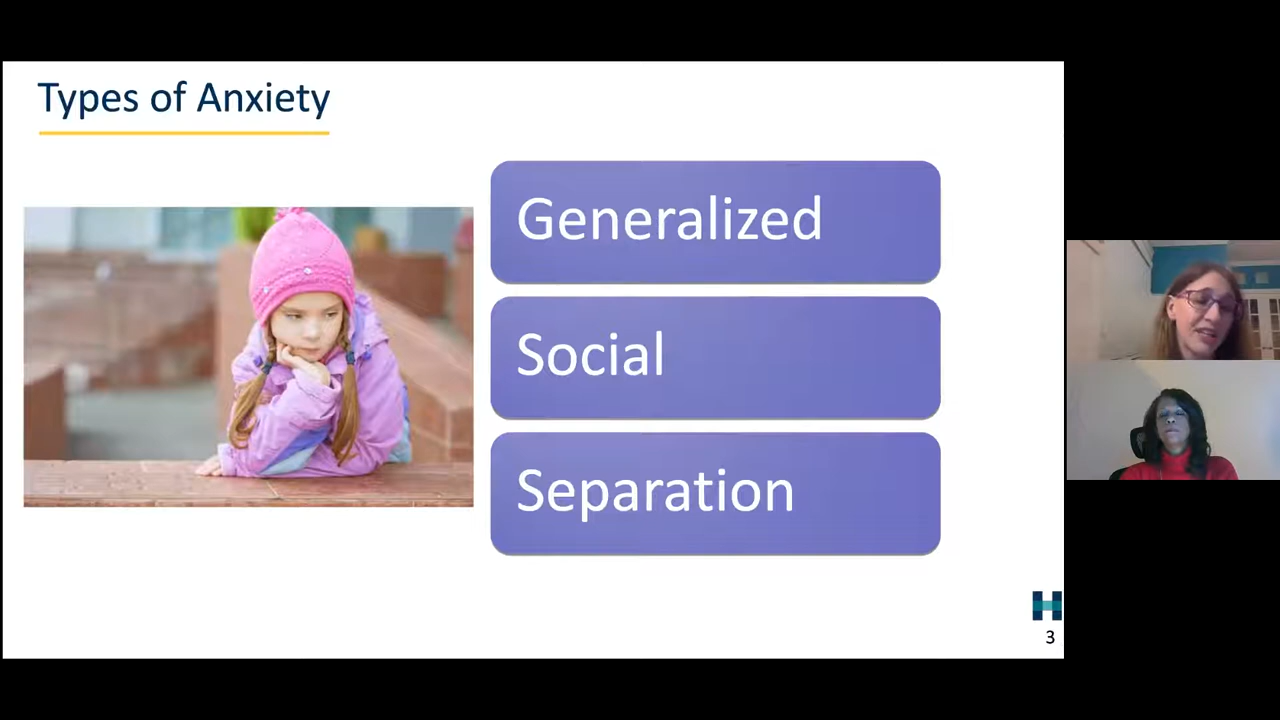 Types of Anxiety
Generalized
Social
Separation
H
3